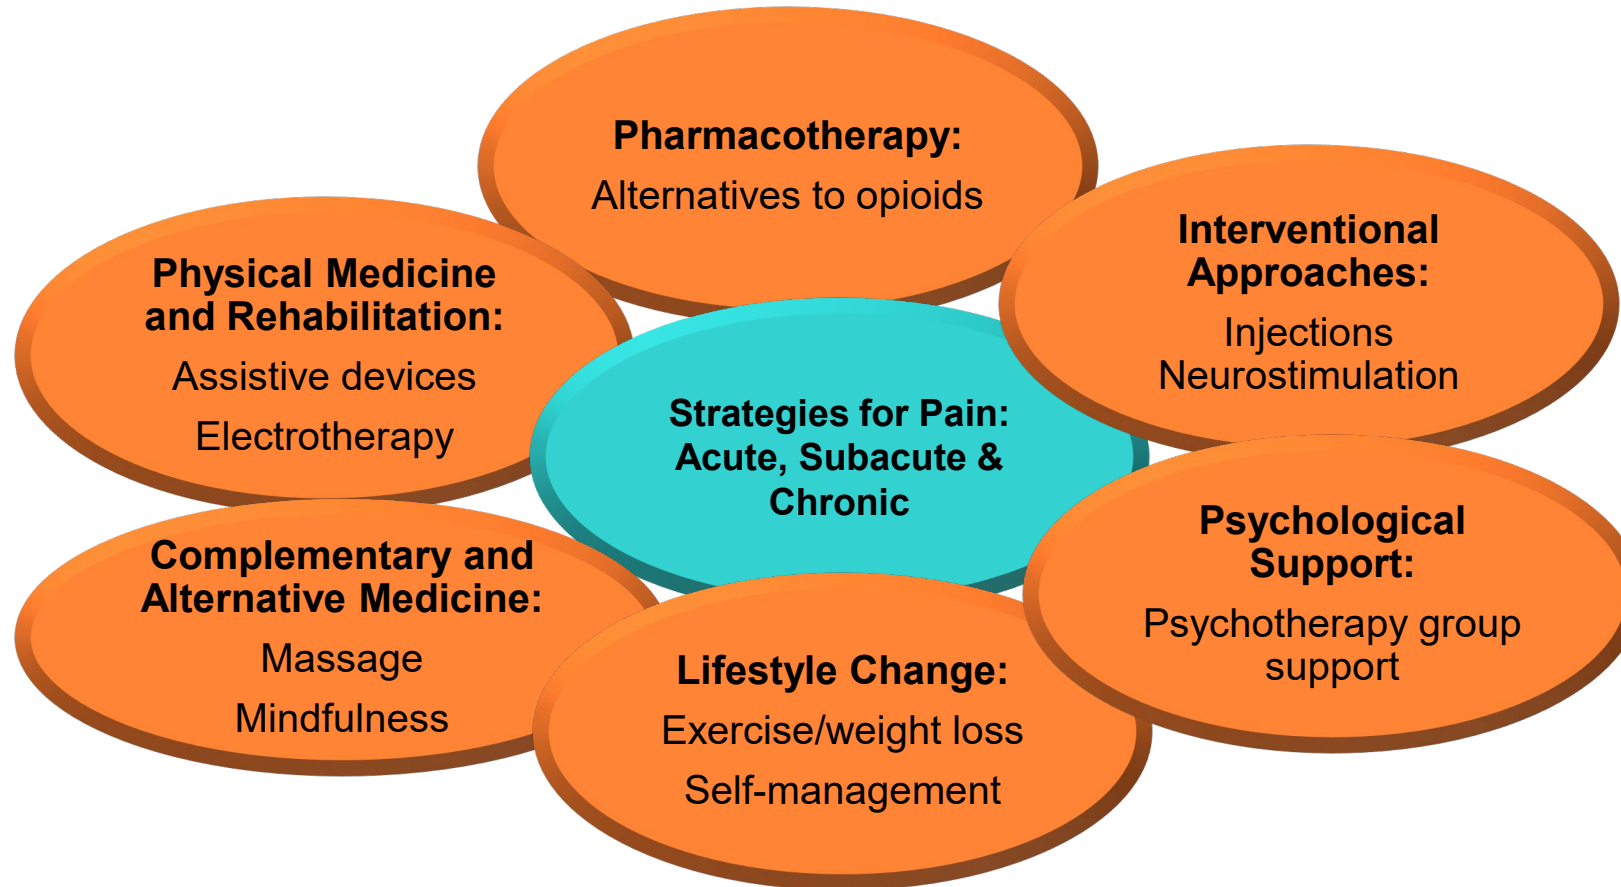 Pharmacotherapy:
Alternatives to opioids
Interventional
Approaches:
Injections
Neurostimulation
Physical Medicine
and Rehabilitation:
Assistive devices
Electrotherapy
Strategies for Pain:
Acute, Subacute &
Chronic
Psychological
Support:
Psychotherapy group
support
Complementary and
Alternative Medicine:
Massage
Mindfulness
Lifestyle Change:
Exercise/weight loss
Self-management